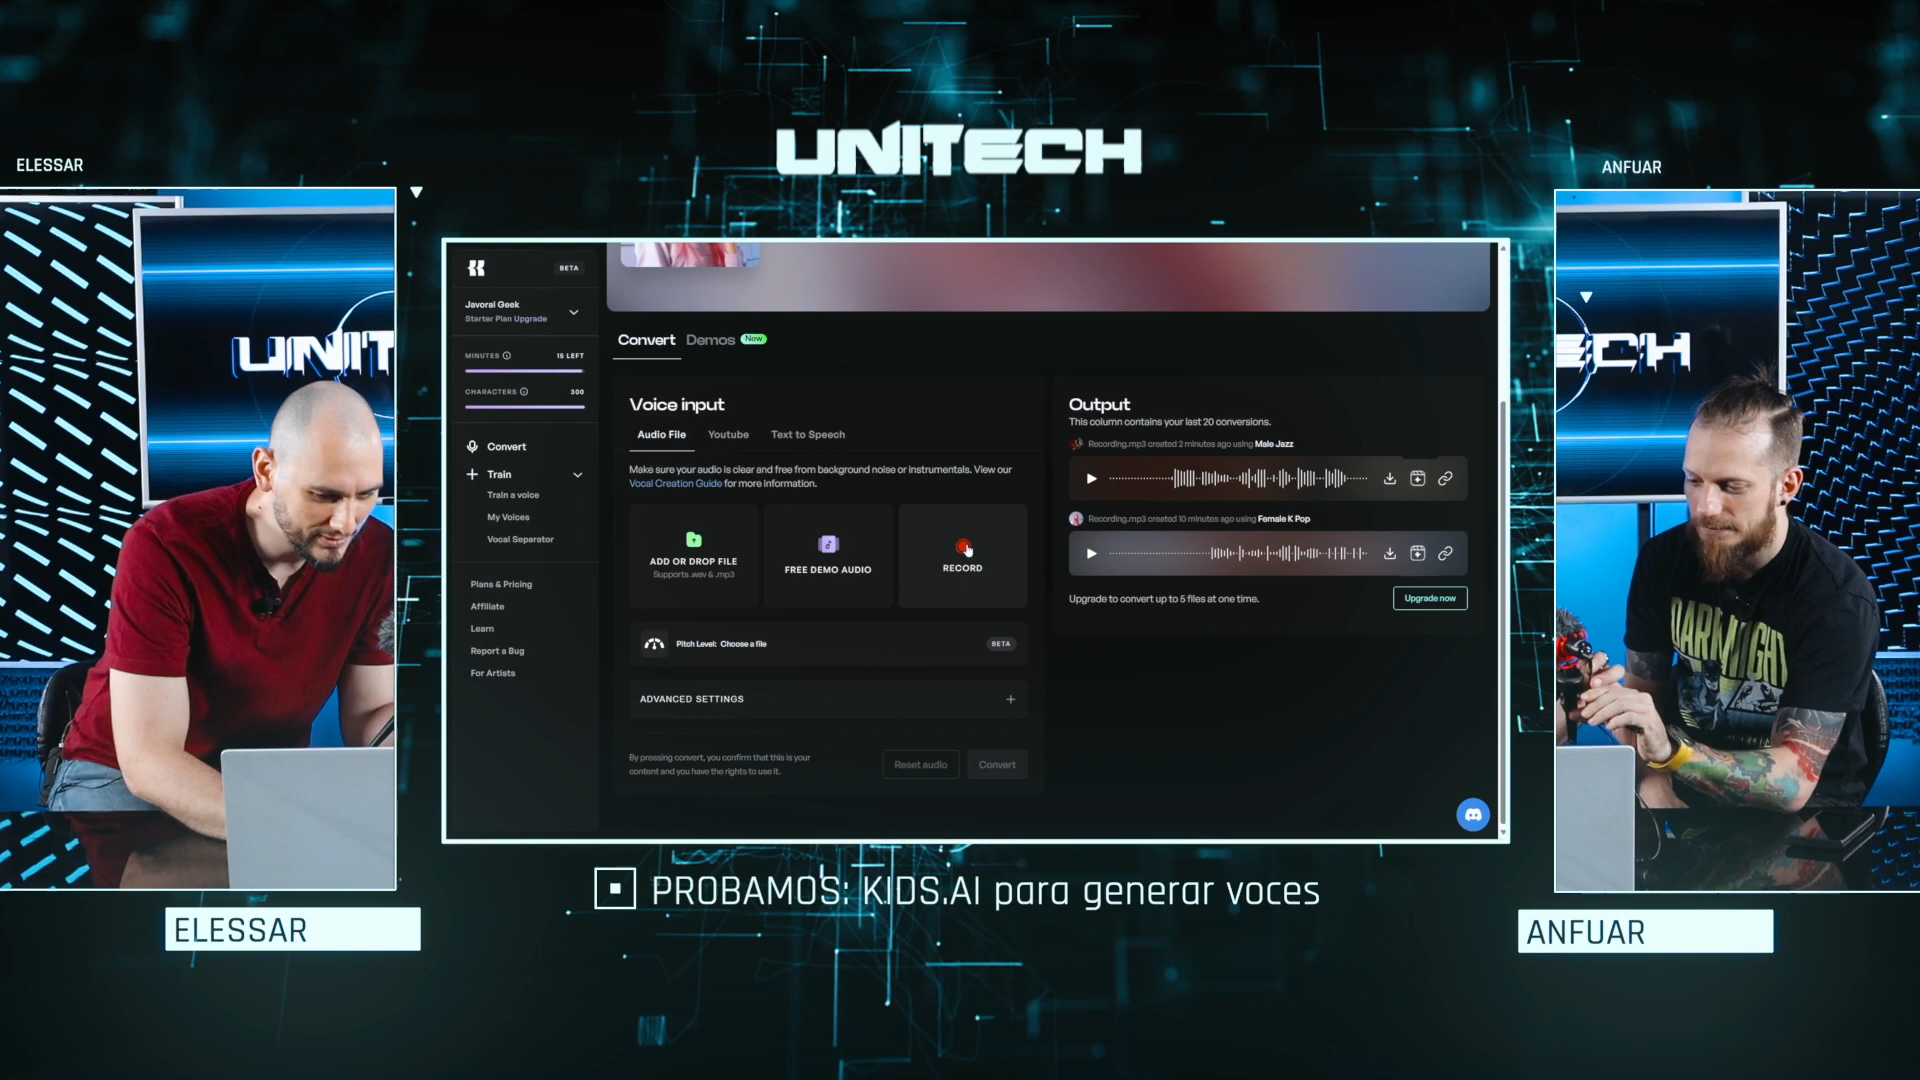 UNITECH
ELESSAR
ANFUAR
UNIT
ECH
DARK NIGHT
BETA
Javoral Geek
Starter Plan Upgrade
MINUTES
15 LEFT
CHARACTERS
300
Convert
Train
Train a voice
My Voices
Vocal Separator
Plans & Pricing
Affiliate
Learn
Report a Bug
For Artists
Convert
Demos
New
Voice input
Audio File
Youtube
Text to Speech
Make sure your audio is clear and free from background noise or instrumentals. View our
Vocal Creation Guide for more information.
ADD OR DROP FILE
Supports .wav & .mp3
FREE DEMO AUDIO
RECORD
Pitch Level: Choose a file
BETA
ADVANCED SETTINGS
By pressing convert, you confirm that this is your
content and you have the rights to use it.
Reset audio
Convert
Output
This column contains your last 20 conversions.
Recording.mp3 created 2 minutes ago using Male Jazz
Recording.mp3 created 10 minutes ago using Female K Pop
Upgrade to convert up to 5 files at one time.
Upgrade now
PROBAMOS: KIDS.AI para generar voces
ELESSAR
ANFUAR